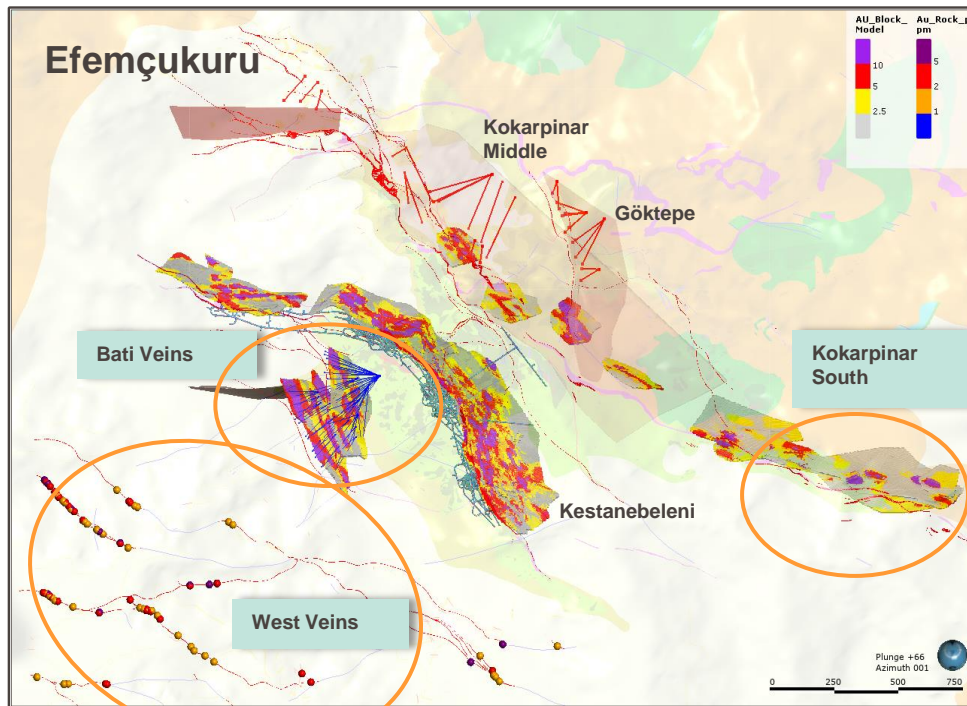 Efemçukuru
AU_Block_
Model
10
5
2.5
Au_Rock_p
pm
5
2
1
Kokarpinar
Middle
Göktepe
Bati Veins
Kokarpinar
South
Kestanebeleni
West Veins
Plunge +66
Azimuth 001
0 250 500 750